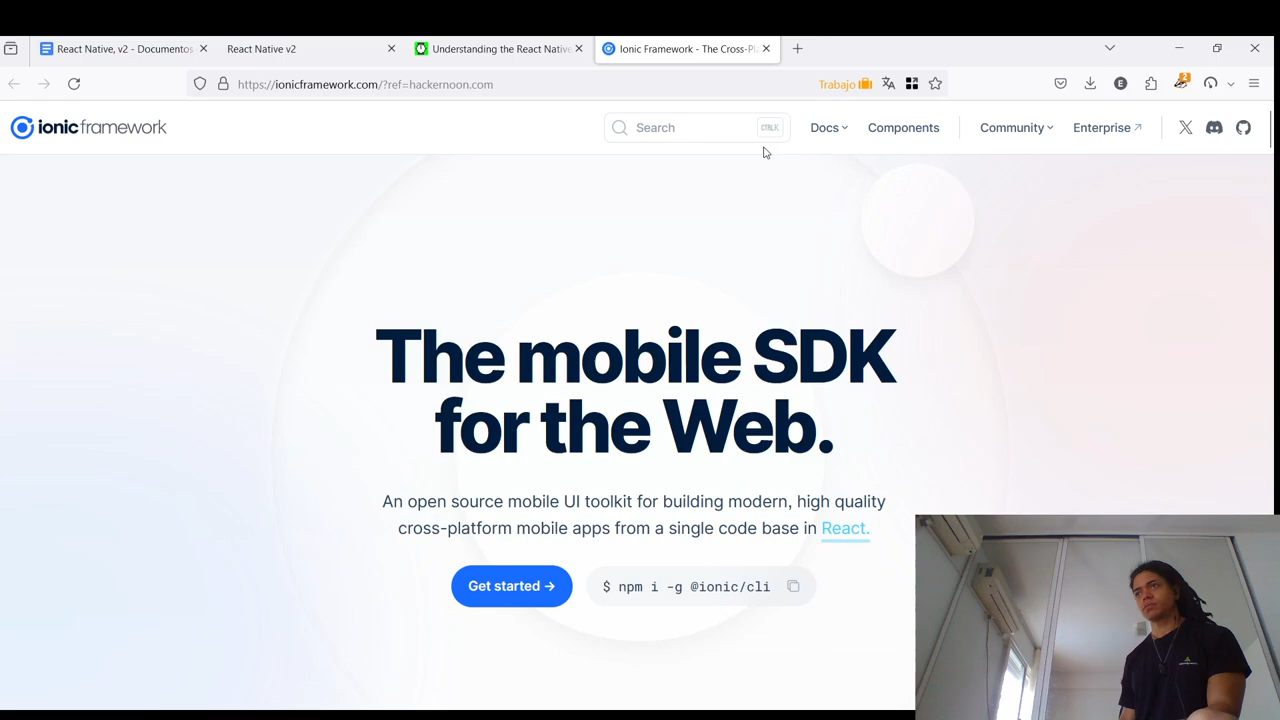 React Native, v2 - Documentos
React Native v2
Understanding the React Native
Ionic Framework - The Cross-Pl
https://ionicframework.com/?ref=hackernoon.com
Trabajo
E
2
ionicframework
Search
CTRLK
Docs
Components
Community
Enterprise
The mobile SDK
for the Web.
An open source mobile UI toolkit for building modern, high quality
cross-platform mobile apps from a single code base in React.
Get started →
$ npm i -g @ionic/cli